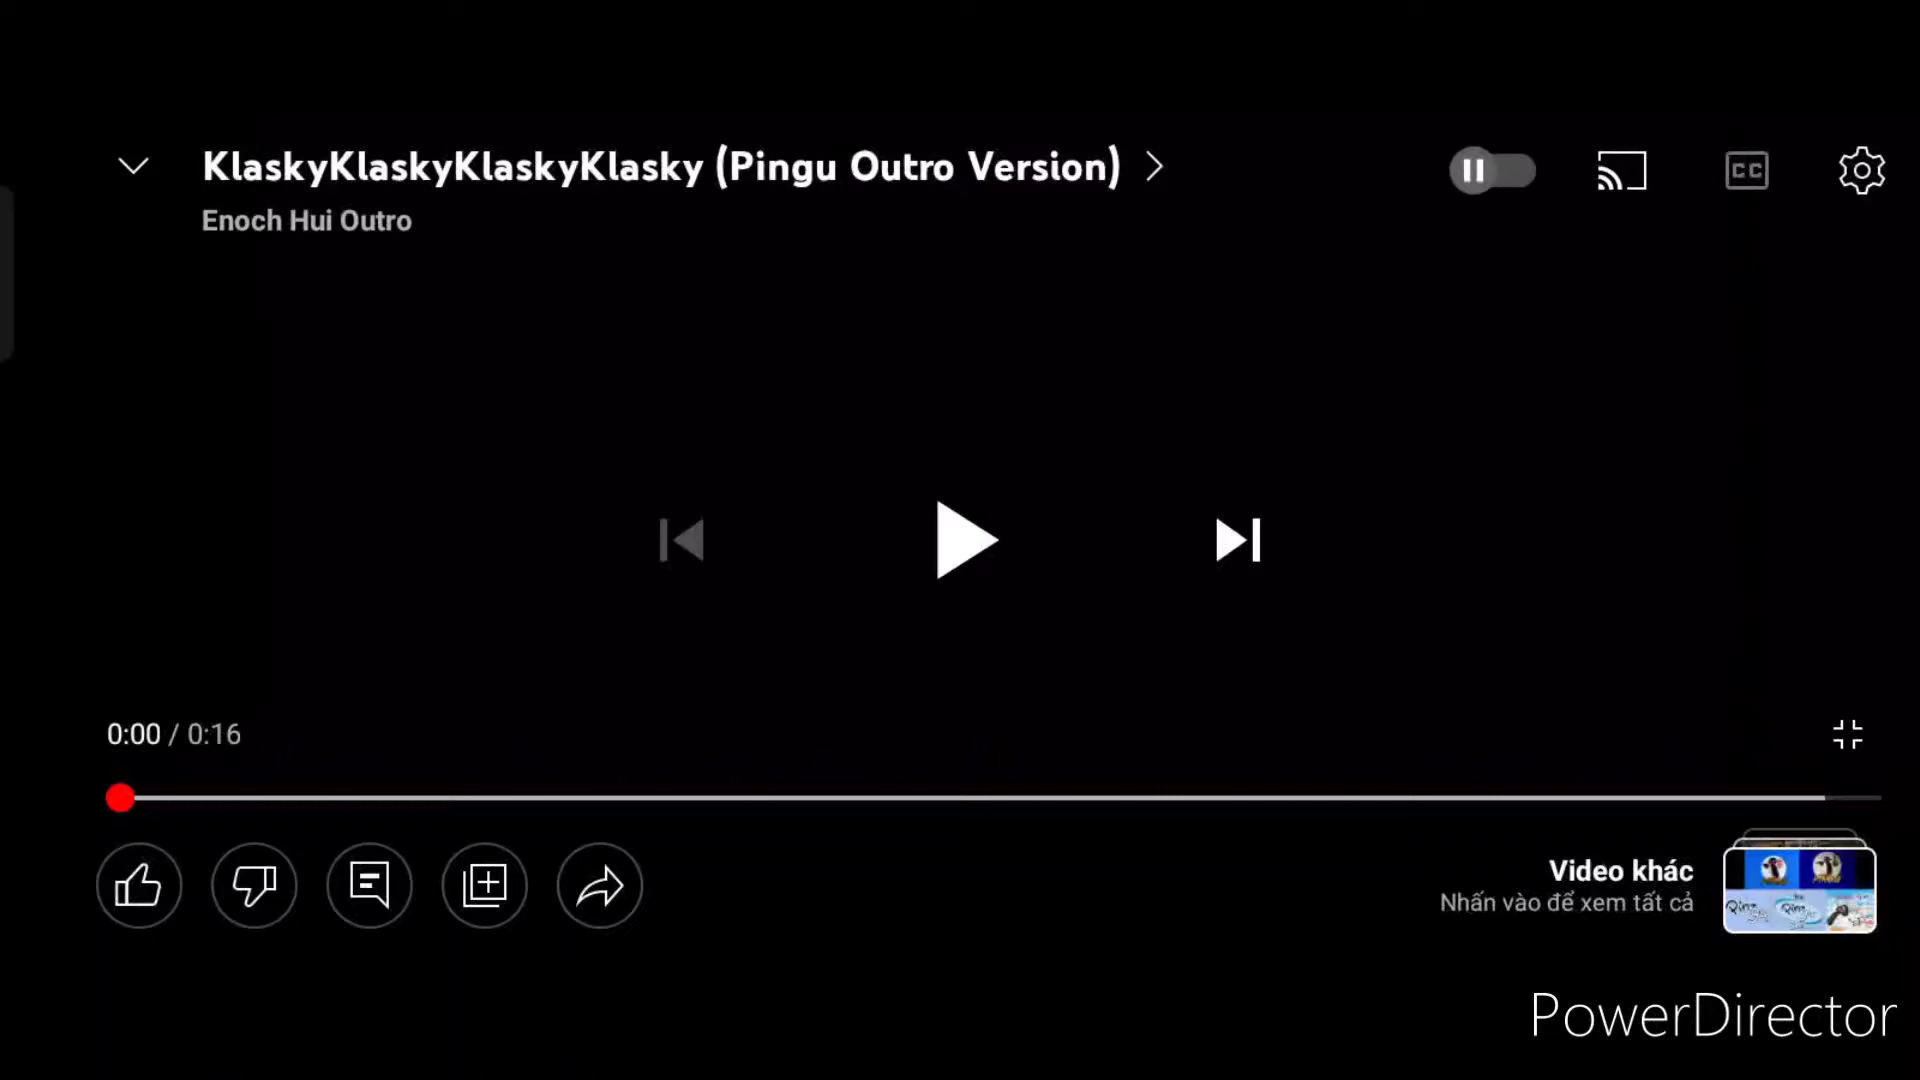 KlaskyKlaskyKlaskyKlasky (Pingu Outro Version)
Enoch Hui Outro
CC
0:00 / 0:16
Video khác
Nhấn vào để xem tất cả
PowerDirector